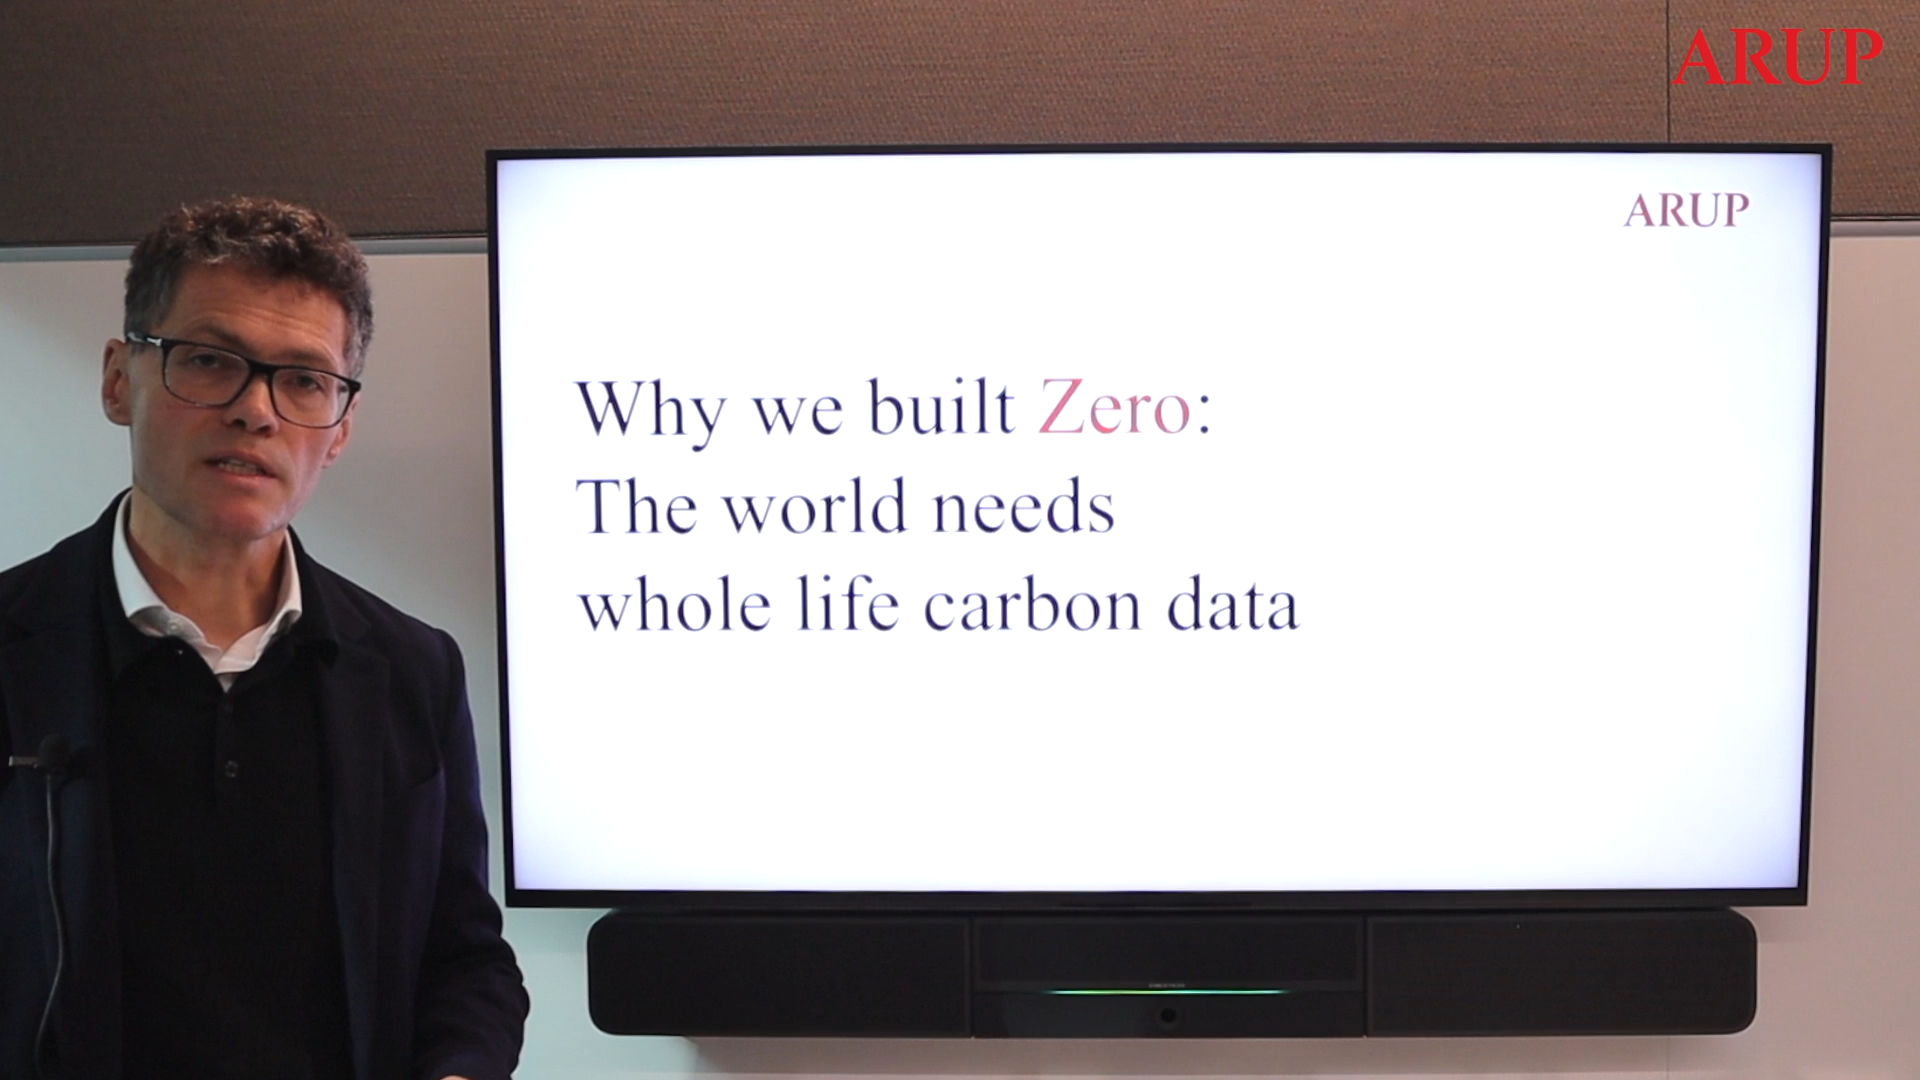 ARUP
ARUP
Why we built Zero:
The world needs
whole life carbon data